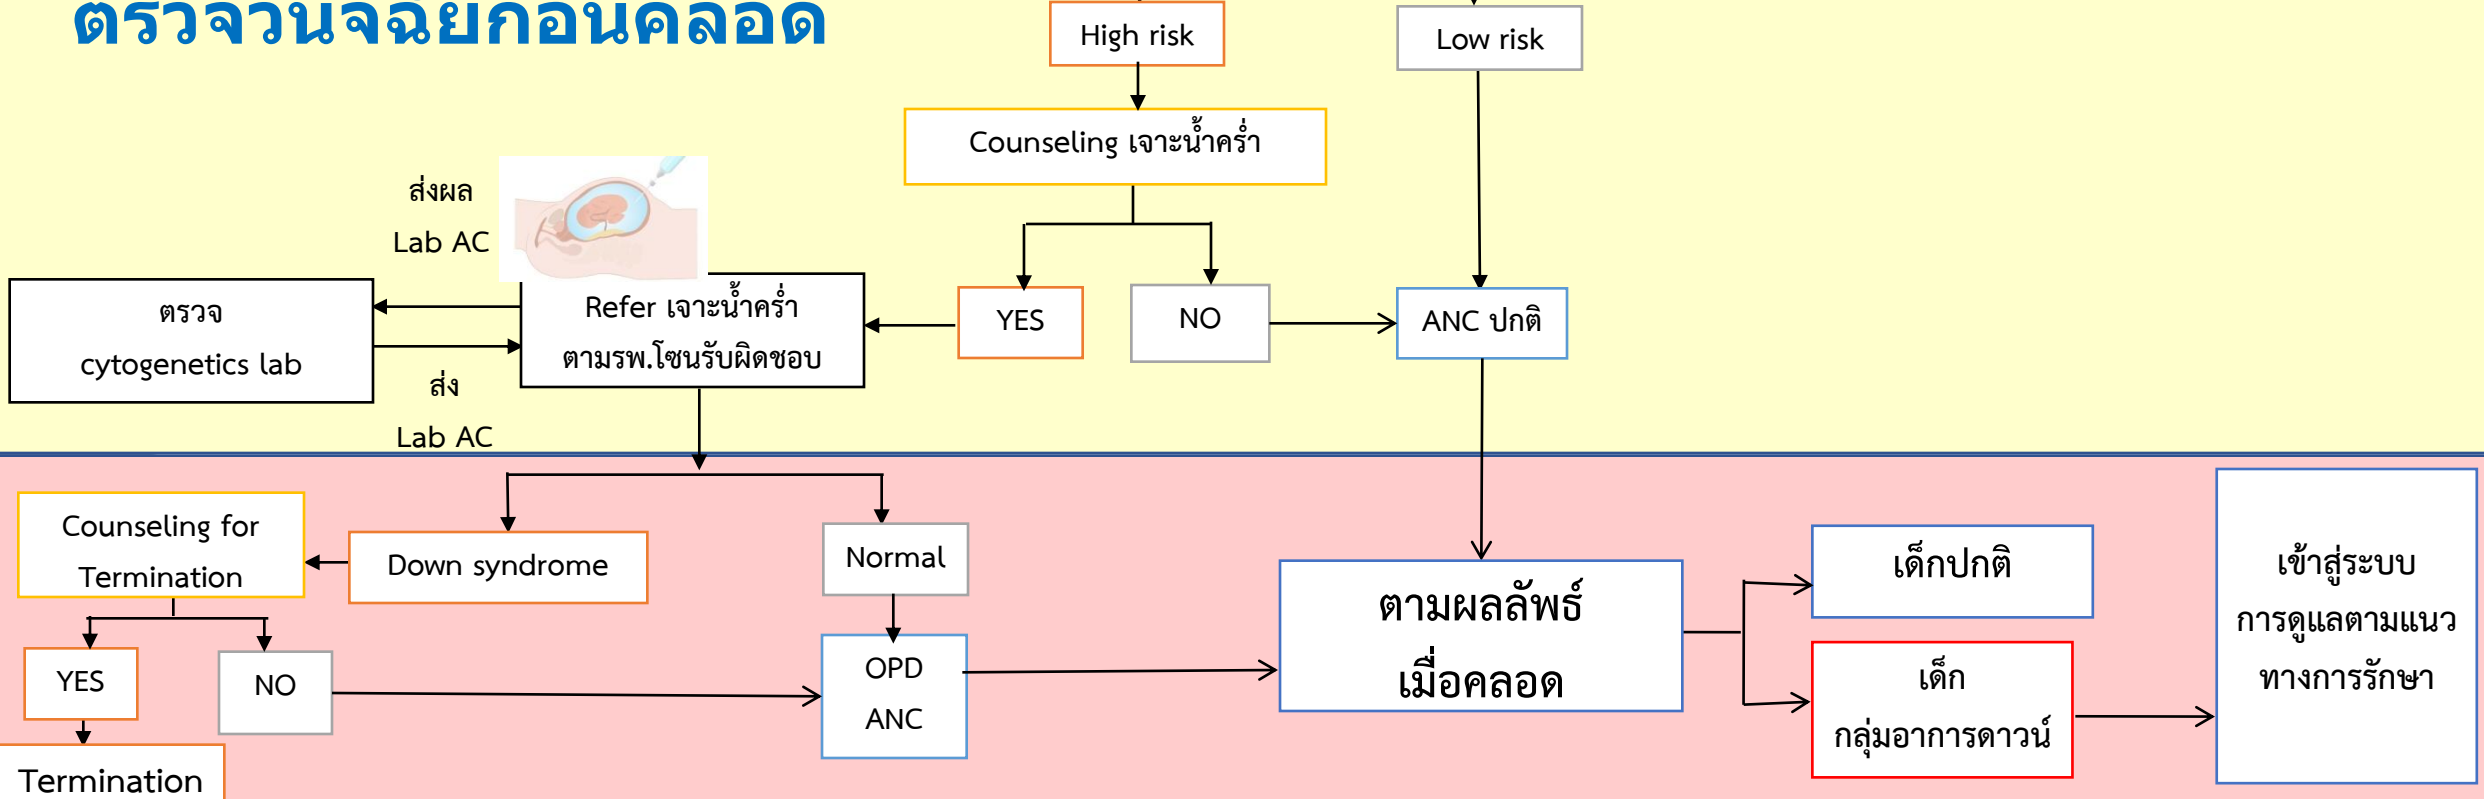 ตรวจวินิจฉัยก่อนคลอด
High risk
Low risk
Counseling เจาะน้ำคร่ำ
ส่งผล
Lab AC
ตรวจ
cytogenetics lab
Refer เจาะน้ำคร่ำ
ตามรพ.โซนรับผิดชอบ
YES
NO
ANC ปกติ
ส่ง
Lab AC
Counseling for
Termination
Down syndrome
Normal
YES
NO
OPD
ANC
Termination
ตามผลลัพธ์
เมื่อคลอด
เด็กปกติ
เด็ก
กลุ่มอาการดาวน์
เข้าสู่ระบบ
การดูแลตามแนว
ทางการรักษา